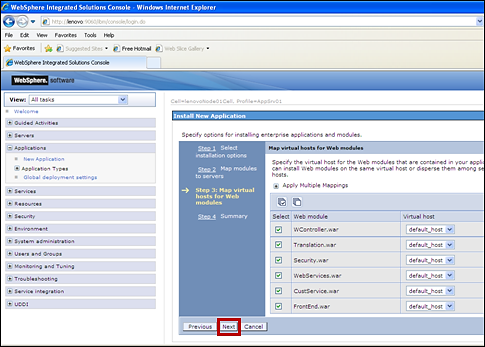 WebSphere Integrated Solutions Console - Windows Internet Explorer
http://lenovo:9060/ibm/console/login.do
File Edit View Favorites Tools Help
Favorites Suggested Sites Free Hotmail Web Slice Gallery
WebSphere Integrated Solutions Console
WebSphere. software
View: All tasks
Welcome
Guided Activities
Servers
Applications
New Application
Application Types
Global deployment settings
Services
Resources
Security
Environment
System administration
Users and Groups
Monitoring and Tuning
Troubleshooting
Service integration
UDDI
Cell=lenovoNode01Cell, Profile=AppSrv01
Install New Application
Specify options for installing enterprise applications and modules.
Step 1 Select installation options
Step 2 Map modules to servers
Step 3: Map virtual hosts for Web modules
Step 4 Summary
Map virtual hosts for Web modules
Specify the virtual host for the Web modules that are contained in your applic
can install Web modules on the same virtual host or disperse them among se
hosts.
Apply Multiple Mappings
Select Web module Virtual host
WController.war default_host
Translation.war default_host
Security.war default_host
WebServices.war default_host
CustService.war default_host
FrontEnd.war default_host
Previous Next Cancel